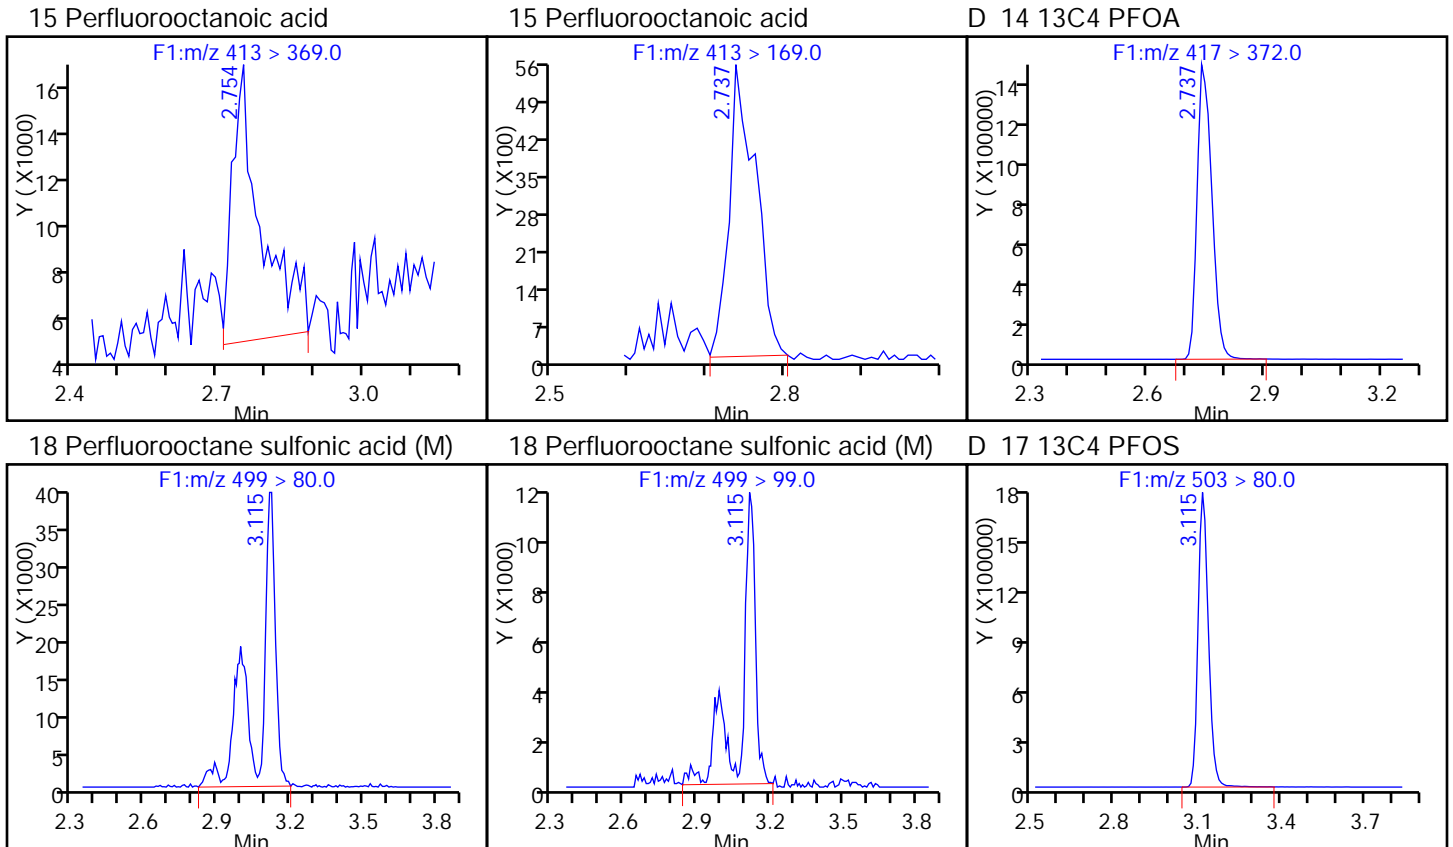 15 Perfluorooctanoic acid
F1:m/z 413 > 369.0
2.754
Y ( X1000)
16
14
12
10
8
6
4
2.4 2.7 3.0
Min
15 Perfluorooctanoic acid
F1:m/z 413 > 169.0
2.737
Y ( X100)
56
49
42
35
28
21
14
7
0
2.5 2.8
Min
D 14 13C4 PFOA
F1:m/z 417 > 372.0
2.737
Y ( X100000)
14
12
10
8
6
4
2
0
2.3 2.6 2.9 3.2
Min
18 Perfluorooctane sulfonic acid (M)
F1:m/z 499 > 80.0
3.115
Y ( X1000)
40
35
30
25
20
15
10
5
0
2.3 2.6 2.9 3.2 3.5 3.8
Min
18 Perfluorooctane sulfonic acid (M)
F1:m/z 499 > 99.0
3.115
Y ( X1000)
12
10
8
6
4
2
0
2.3 2.6 2.9 3.2 3.5 3.8
Min
D 17 13C4 PFOS
F1:m/z 503 > 80.0
3.115
Y ( X100000)
18
15
12
9
6
3
0
2.5 2.8 3.1 3.4 3.7
Min